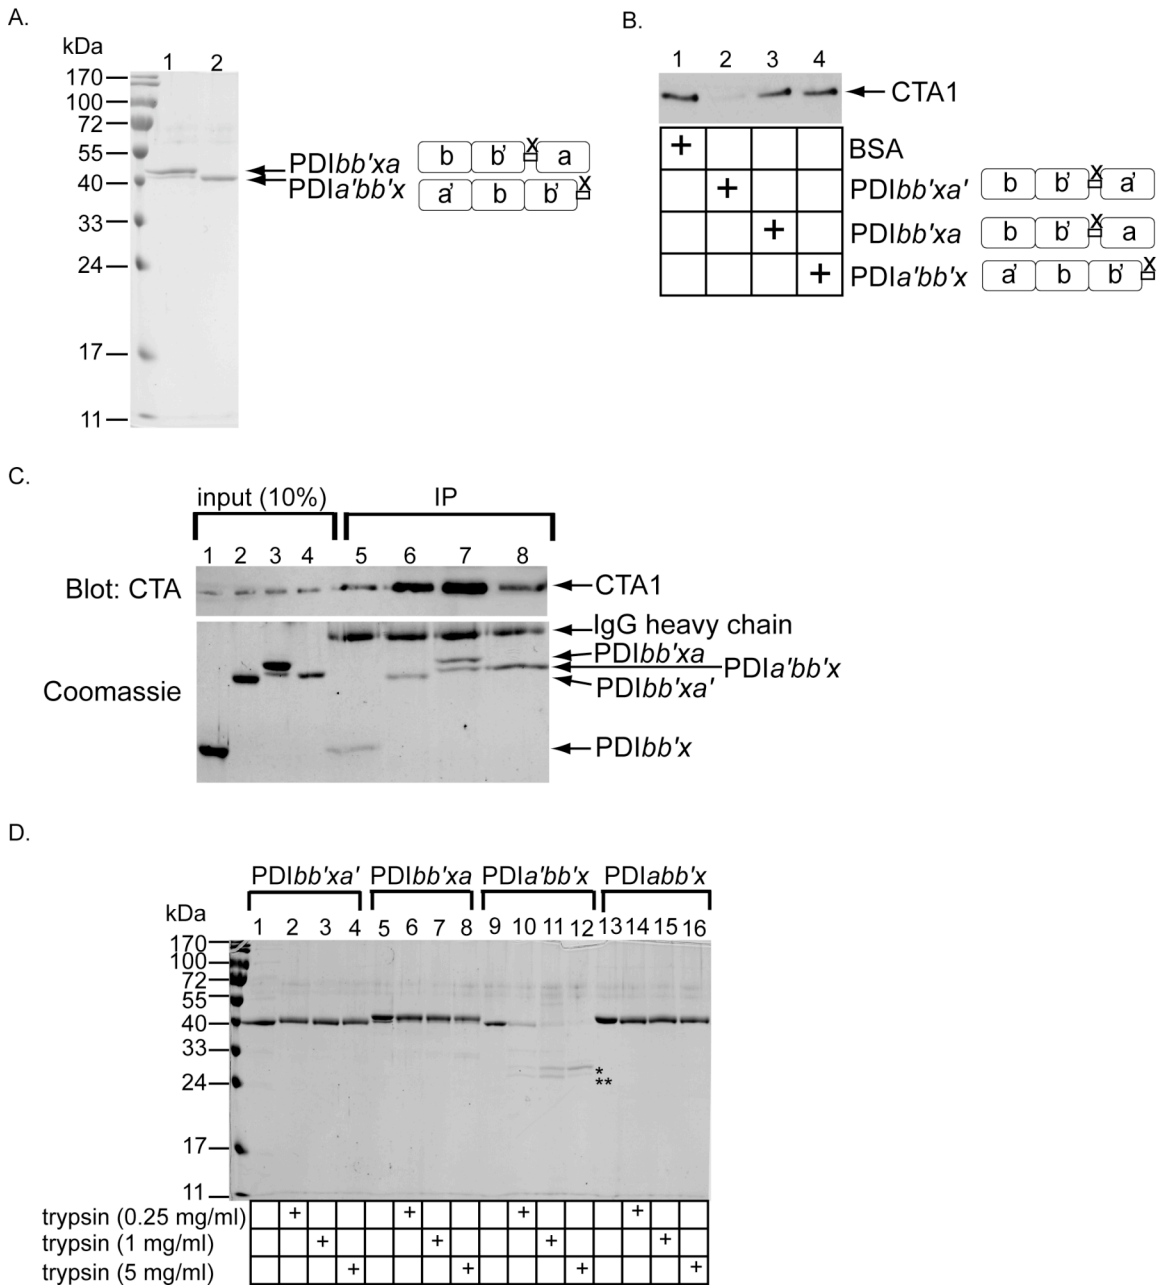 A.
kDa
1 2
170
100
72
55
40
33
24
17
11
PDIbb'xa
b b' x a
PDIa'bb'x
a' b b' x
B.
1 2 3 4
CTA1
+ BSA
+ PDIbb'xa' b b' x a'
+ PDIbb'xa b b' x a
+ PDIa'bb'x a' b b' x
C.
input (10%) IP
1 2 3 4 5 6 7 8
Blot: CTA
CTA1
IgG heavy chain
PDIbb'xa
PDIa'bb'x
PDIbb'xa'
Coomassie
PDIbb'x
D.
PDIbb'xa' PDIbb'xa PDIa'bb'x PDIabb'x
kDa
1 2 3 4 5 6 7 8 9 10 11 12 13 14 15 16
170
100
72
55
40
33
24
17
11
*
**
trypsin (0.25 mg/ml) + + + +
trypsin (1 mg/ml) + + + +
trypsin (5 mg/ml) + + + +